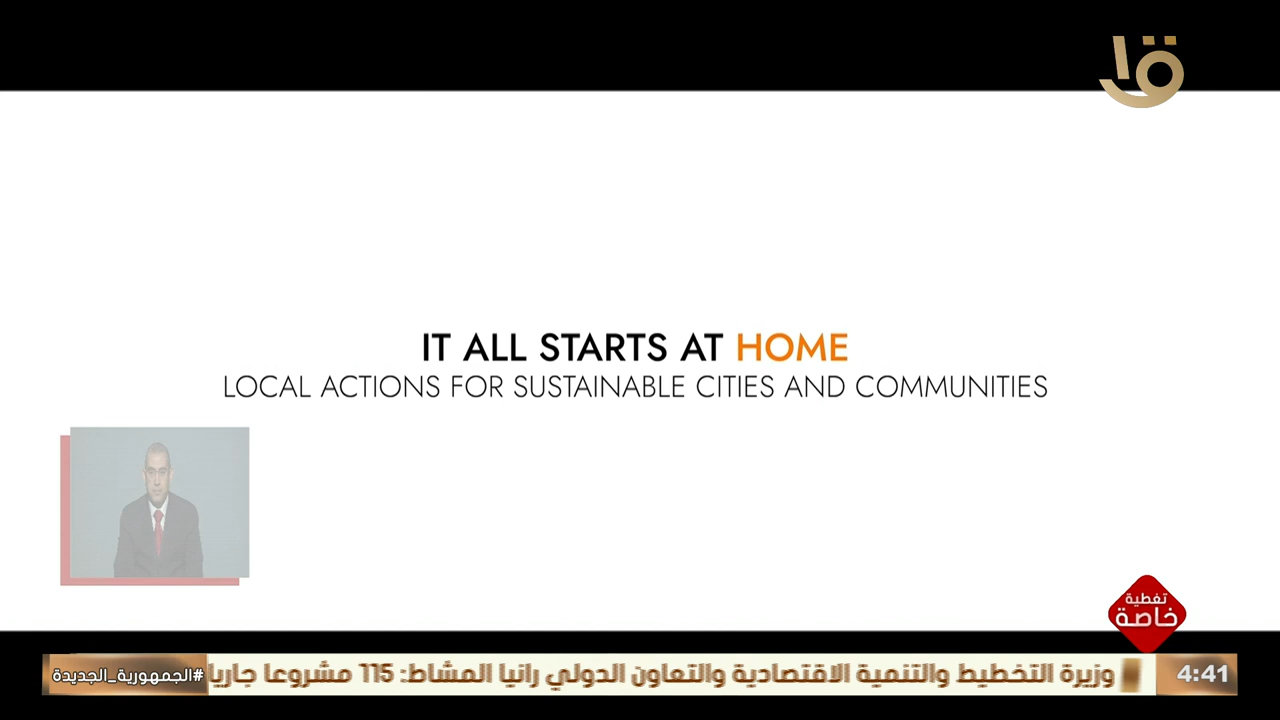 IT ALL STARTS AT HOME
LOCAL ACTIONS FOR SUSTAINABLE CITIES AND COMMUNITIES
تغطية
خاصة
4:41
وزيرة التخطيط والتنمية الاقتصادية والتعاون الدولي رانيا المشاط: 115 مشروعا جاريا
#الجمهورية_الجديدة